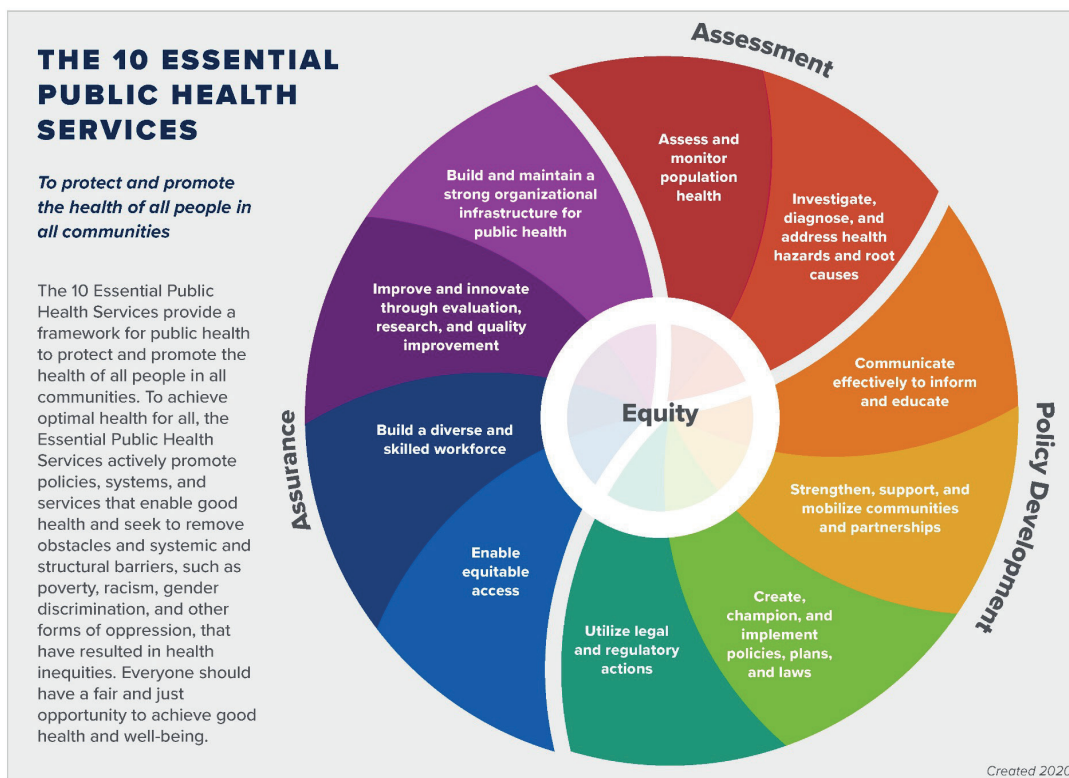 THE 10 ESSENTIAL
PUBLIC HEALTH
SERVICES
To protect and promote
the health of all people in
all communities
The 10 Essential Public
Health Services provide a
framework for public health
to protect and promote the
health of all people in all
communities. To achieve
optimal health for all, the
Essential Public Health
Services actively promote
policies, systems, and
services that enable good
health and seek to remove
obstacles and systemic and
structural barriers, such as
poverty, racism, gender
discrimination, and other
forms of oppression, that
have resulted in health
inequities. Everyone should
have a fair and just
opportunity to achieve good
health and well-being.
Assessment
Assess and
monitor
population
health
Investigate,
diagnose, and
address health
hazards and root
causes
Policy Development
Communicate
effectively to inform
and educate
Strengthen, support, and
mobilize communities
and partnerships
Create,
champion, and
implement
policies, plans,
and laws
Utilize legal
and regulatory
actions
Assurance
Enable
equitable
access
Build a diverse and
skilled workforce
Improve and innovate
through evaluation,
research, and quality
improvement
Build and maintain a
strong organizational
infrastructure for
public health
Equity
Created 2020